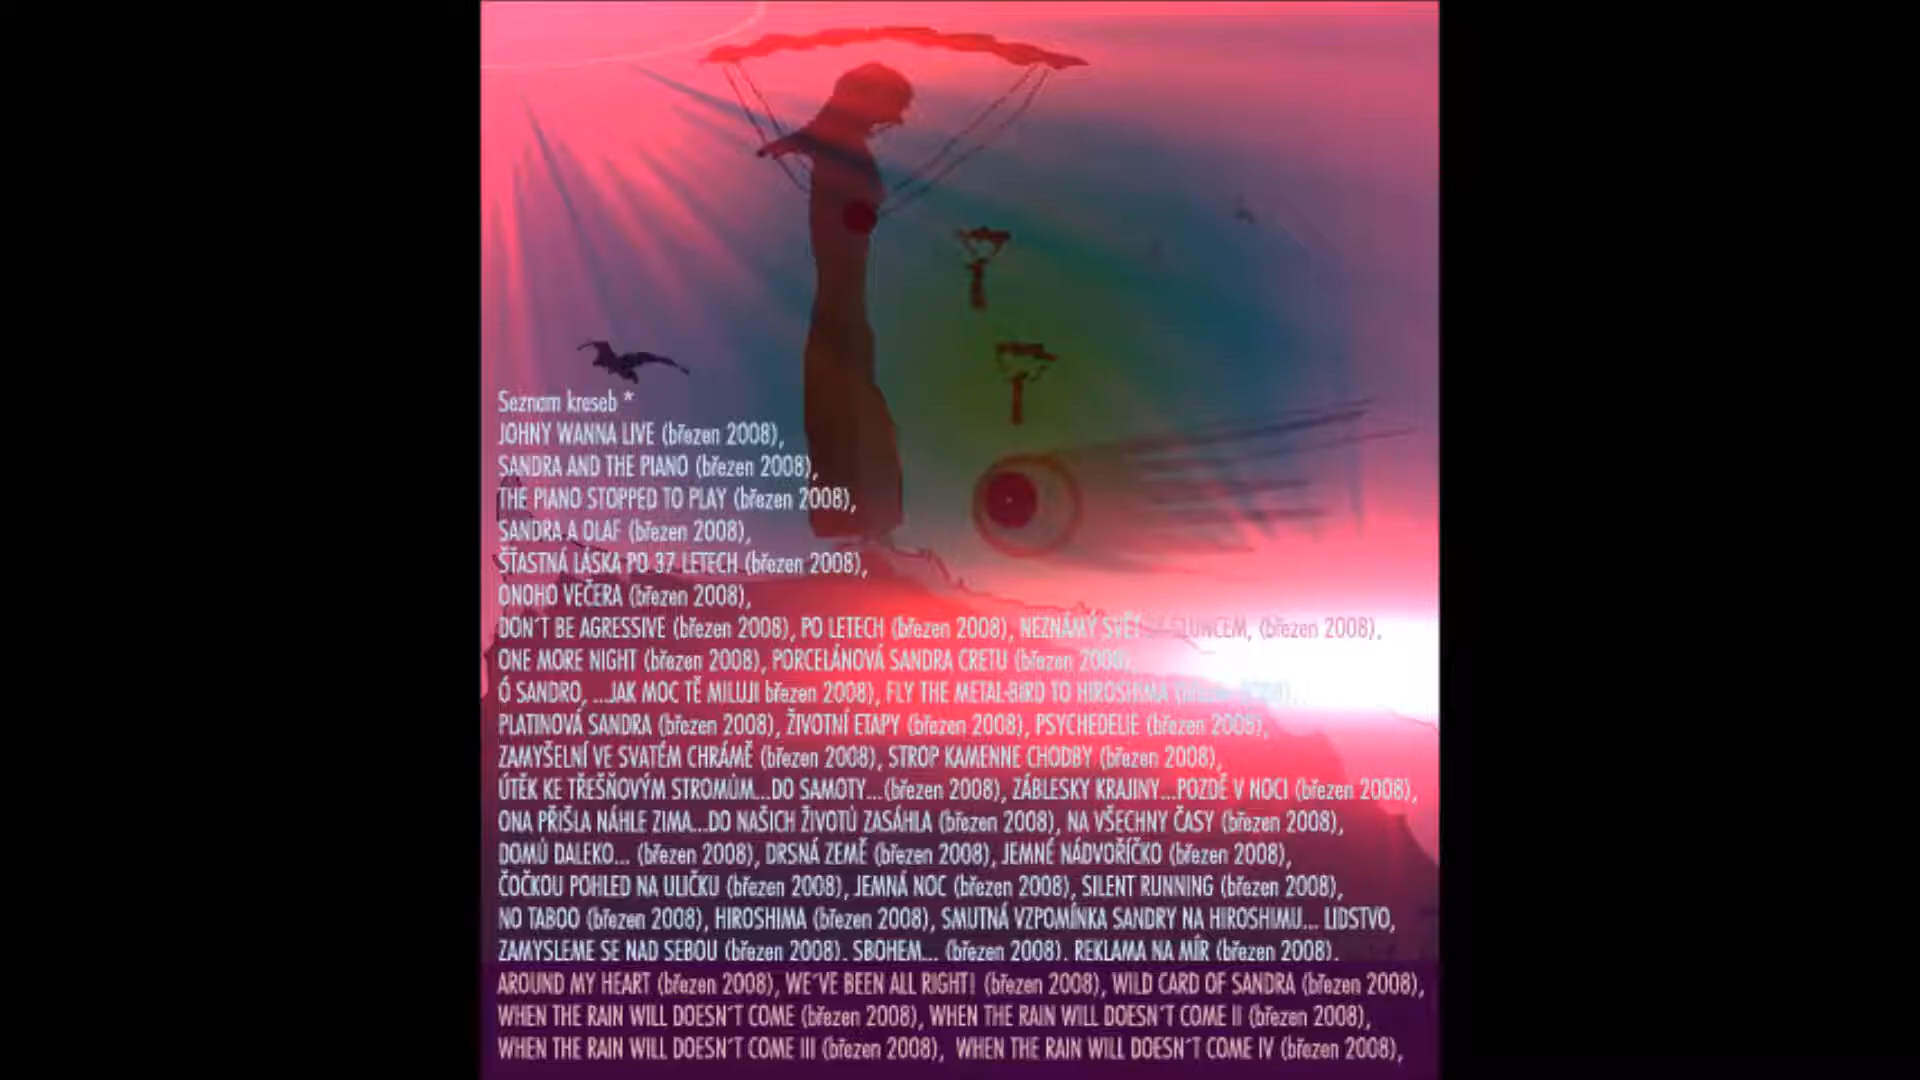 Seznam kreseb *
JOHNY WANNA LIVE (březen 2008),
SANDRA AND THE PIANO (březen 2008),
THE PIANO STOPPED TO PLAY (březen 2008),
SANDRA A OLAF (březen 2008),
ŠŤASTNÁ LÁSKA PO 37 LETECH (březen 2008),
ONOHO VEČERA (březen 2008),
DON´T BE AGRESSIVE (březen 2008), PO LETECH (březen 2008), NEZNÁMÝ SVĚT SLUNCEM, (březen 2008),
ONE MORE NIGHT (březen 2008), PORCELÁNOVÁ SANDRA CRETU (březen 2008),
Ó SANDRO, ...JAK MOC TĚ MILUJI březen 2008), FLY THE METAL-BIRD TO HIROSHIMA (březen 2008),
PLATINOVÁ SANDRA (březen 2008), ŽIVOTNÍ ETAPY (březen 2008), PSYCHEDELIE (březen 2008),
ZAMYŠELNÍ VE SVATÉM CHRÁMĚ (březen 2008), STROP KAMENNE CHODBY (březen 2008),
ÚTĚK KE TŘEŠŇOVÝM STROMŮM...DO SAMOTY...(březen 2008), ZÁBLESKY KRAJINY...POZDĚ V NOCI (březen 2008),
ONA PŘIŠLA NÁHLE ZIMA...DO NAŠICH ŽIVOTŮ ZASÁHLA (březen 2008), NA VŠECHNY ČASY (březen 2008),
DOMŮ DALEKO... (březen 2008), DRSNÁ ZEMĚ (březen 2008), JEMNÉ NÁDVOŘÍČKO (březen 2008),
ČOČKOU POHLED NA ULIČKU (březen 2008), JEMNÁ NOC (březen 2008), SILENT RUNNING (březen 2008),
NO TABOO (březen 2008), HIROSHIMA (březen 2008), SMUTNÁ VZPOMÍNKA SANDRY NA HIROSHIMU... LIDSTVO,
ZAMYSLEME SE NAD SEBOU (březen 2008), SBOHEM... (březen 2008), REKLAMA NA MÍR (březen 2008),
AROUND MY HEART (březen 2008), WE´VE BEEN ALL RIGHT! (březen 2008), WILD CARD OF SANDRA (březen 2008),
WHEN THE RAIN WILL DOESN´T COME (březen 2008), WHEN THE RAIN WILL DOESN´T COME II (březen 2008),
WHEN THE RAIN WILL DOESN´T COME III (březen 2008), WHEN THE RAIN WILL DOESN´T COME IV (březen 2008),